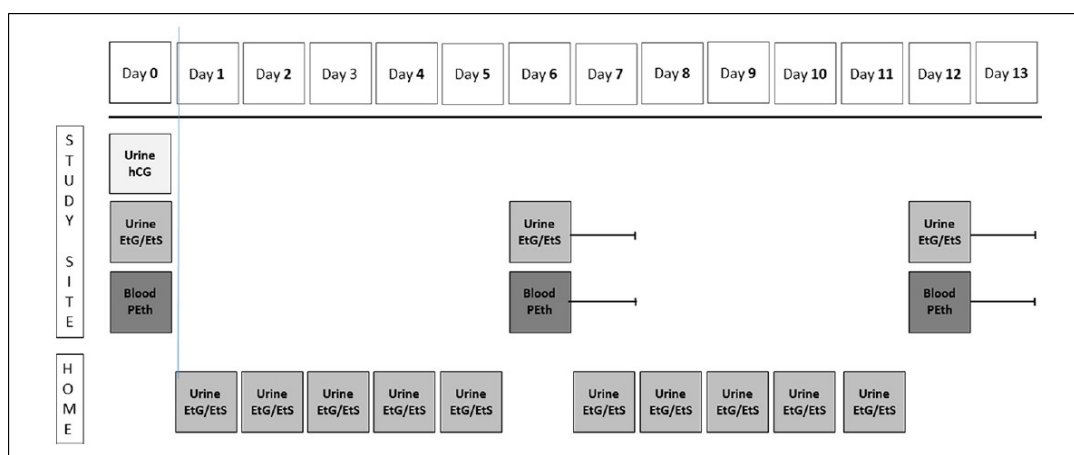 Day 0 Day 1 Day 2 Day 3 Day 4 Day 5 Day 6 Day 7 Day 8 Day 9 Day 10 Day 11 Day 12 Day 13
STUDY SITE
Urine
hCG
Urine Urine Urine
EtG/EtS EtG/EtS EtG/EtS
Blood Blood Blood
PEth PEth PEth
HOME
Urine Urine Urine Urine Urine Urine Urine Urine Urine Urine
EtG/EtS EtG/EtS EtG/EtS EtG/EtS EtG/EtS EtG/EtS EtG/EtS EtG/EtS EtG/EtS EtG/EtS